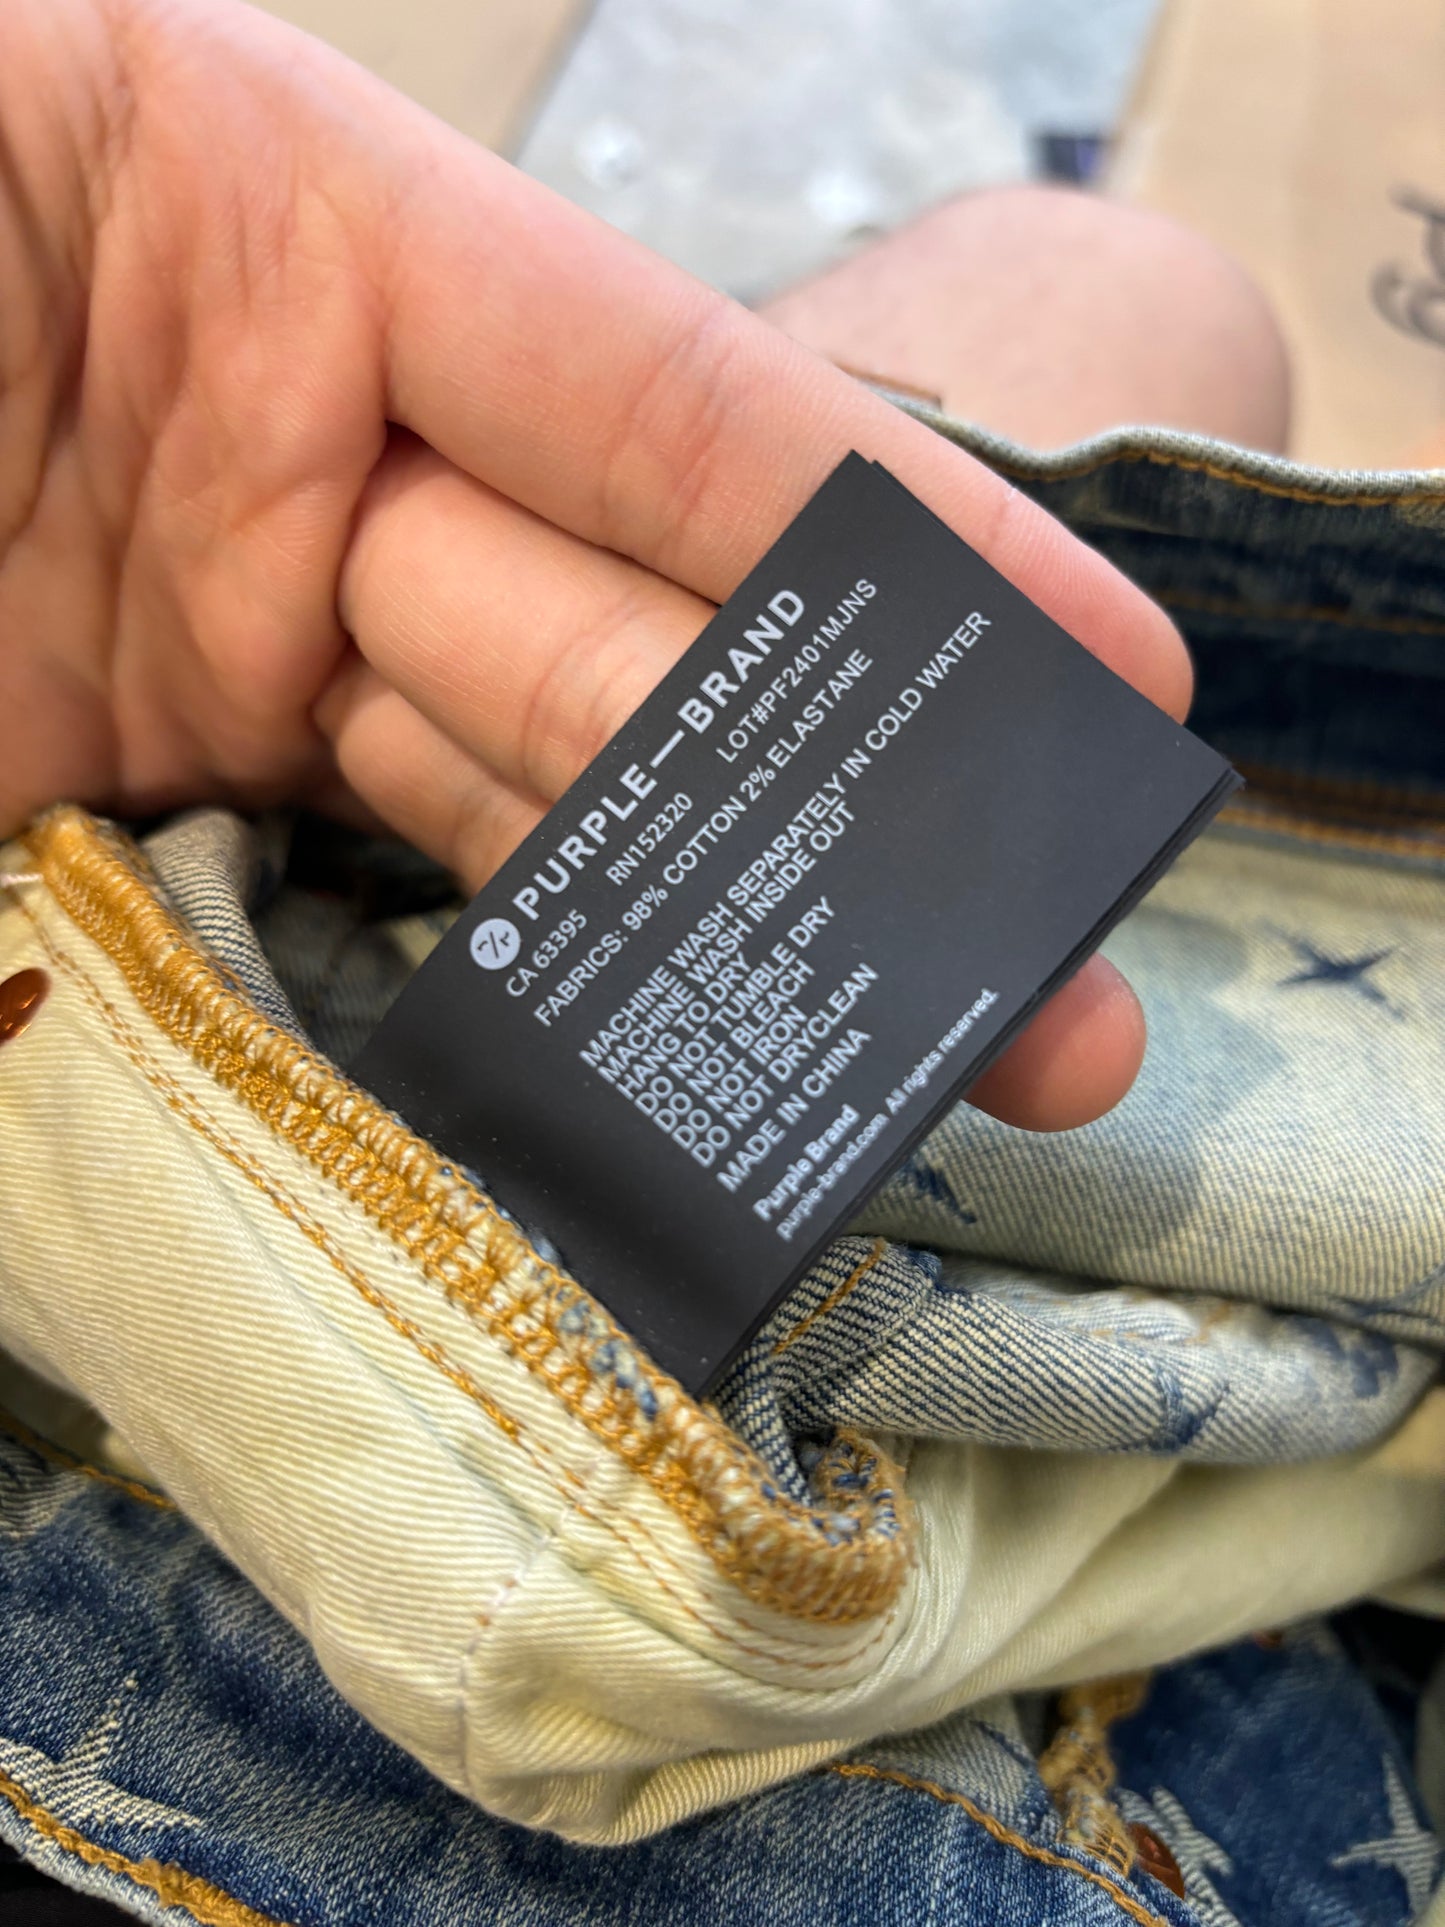 PURPLE—BRAND
CA 63395 RN152320 LOT#PF2401MJNS
FABRICS: 98% COTTON 2% ELASTANE
MACHINE WASH SEPARATELY IN COLD WATER
MACHINE WASH INSIDE OUT
HANG TO DRY
DO NOT TUMBLE DRY
DO NOT BLEACH
DO NOT IRON
DO NOT DRYCLEAN
MADE IN CHINA
Purple Brand
purple-brand.com All rights reserved.